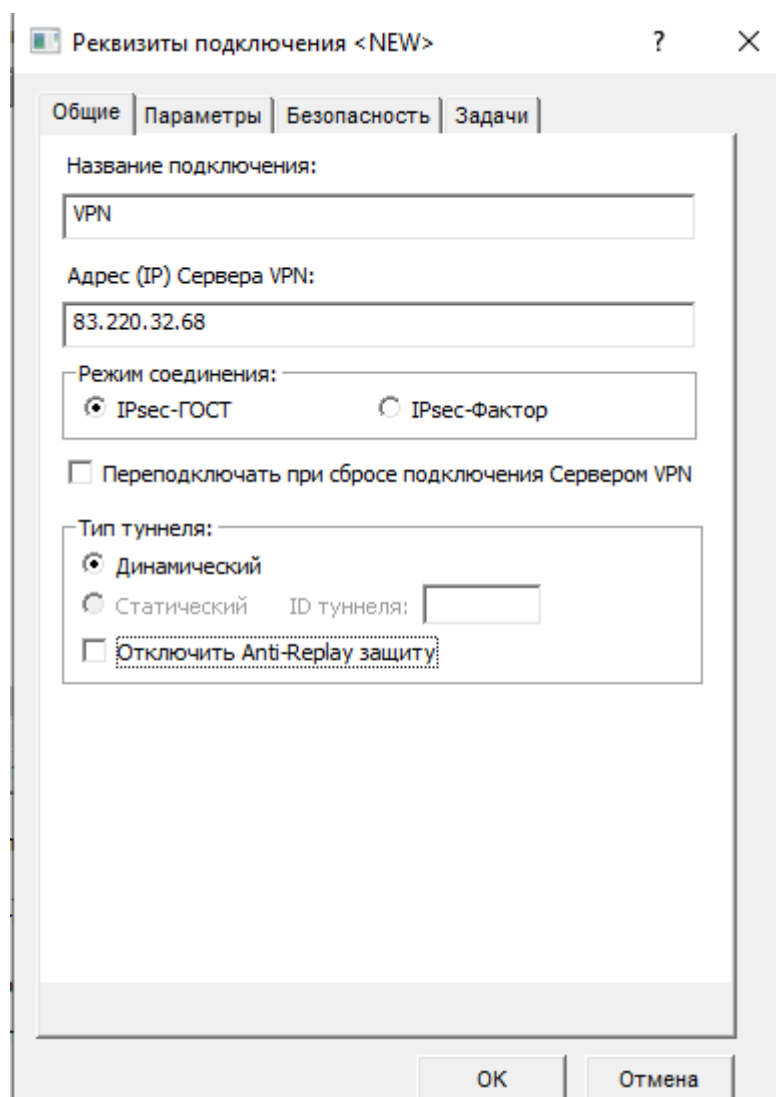 Реквизиты подключения <NEW> ?
Общие Параметры Безопасность Задачи
Название подключения:
VPN
Адрес (IP) Сервера VPN:
83.220.32.68
Режим соединения:
IPsec-ГОСТ IPsec-Фактор
Переподключать при сбросе подключения Сервером VPN
Тип туннеля:
Динамический
Статический ID туннеля:
Отключить Anti-Replay защиту
OK Отмена